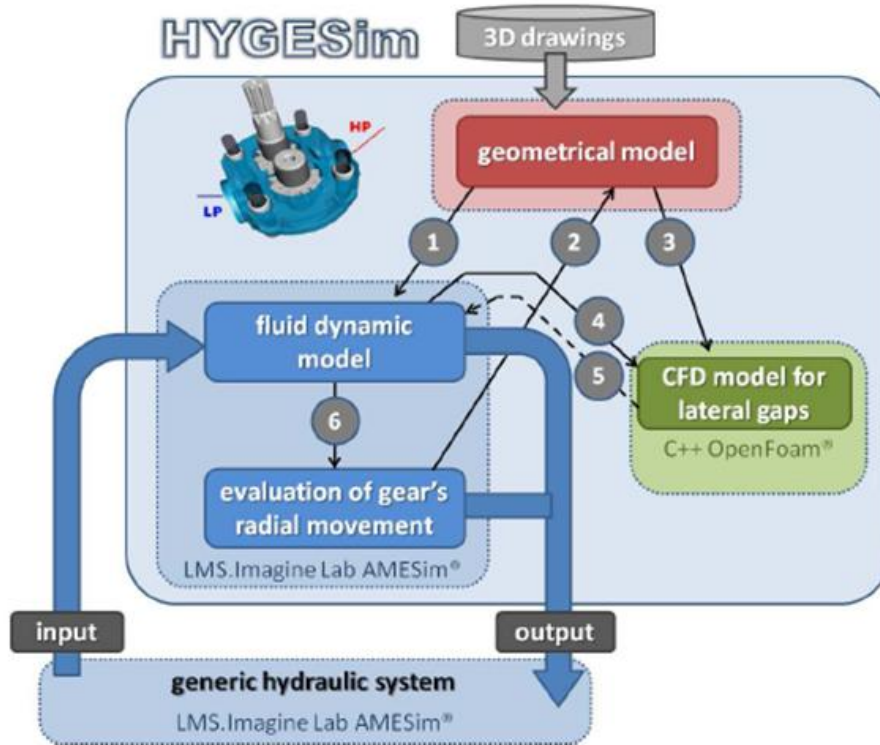 HYGESim
3D drawings
geometrical model
HP
LP
1
2
3
fluid dynamic
model
4
5
CFD model for
lateral gaps
C++ OpenFoam®
6
evaluation of gear's
radial movement
LMS.Imagine Lab AMESim®
input
output
generic hydraulic system
LMS.Imagine Lab AMESim®